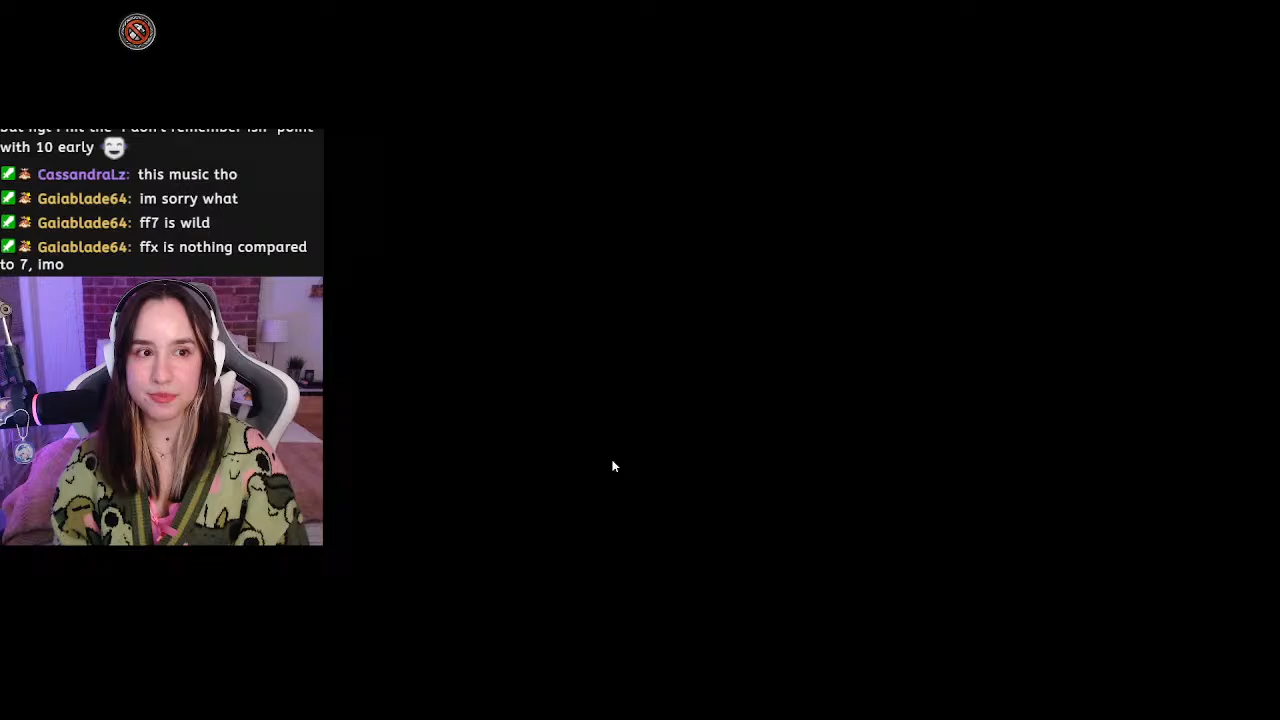 with 10 early
CassandraLz: this music tho
Gaiablade64: im sorry what
Gaiablade64: ff7 is wild
Gaiablade64: ffx is nothing compared
to 7, imo